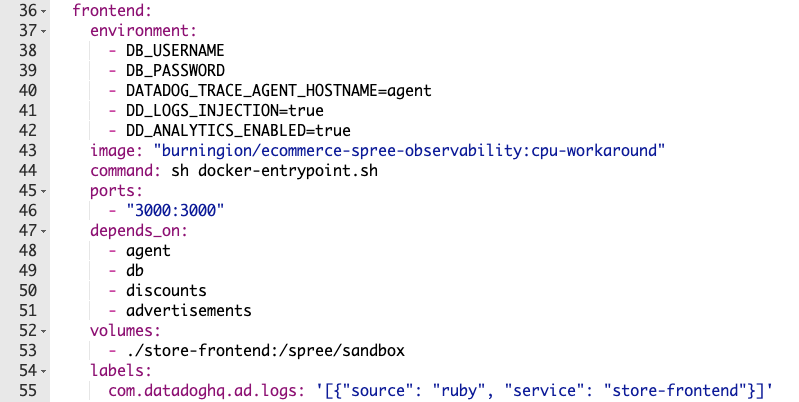 36 frontend:
37 environment:
38 - DB_USERNAME
39 - DB_PASSWORD
40 - DATADOG_TRACE_AGENT_HOSTNAME=agent
41 - DD_LOGS_INJECTION=true
42 - DD_ANALYTICS_ENABLED=true
43 image: "burningion/ecommerce-spree-observability:cpu-workaround"
44 command: sh docker-entrypoint.sh
45 ports:
46 - "3000:3000"
47 depends_on:
48 - agent
49 - db
50 - discounts
51 - advertisements
52 volumes:
53 - ./store-frontend:/spree/sandbox
54 labels:
55 com.datadoghq.ad.logs: '[{"source": "ruby", "service": "store-frontend"}]'